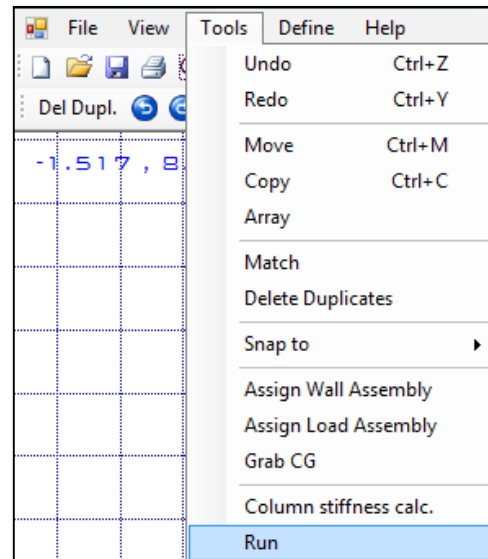 File View Tools Define Help
Undo Ctrl+Z
Redo Ctrl+Y
Del Dupl.
Move Ctrl+M
-1.517 , 8
Copy Ctrl+C
Array
Match
Delete Duplicates
Snap to
Assign Wall Assembly
Assign Load Assembly
Grab CG
Column stiffness calc.
Run